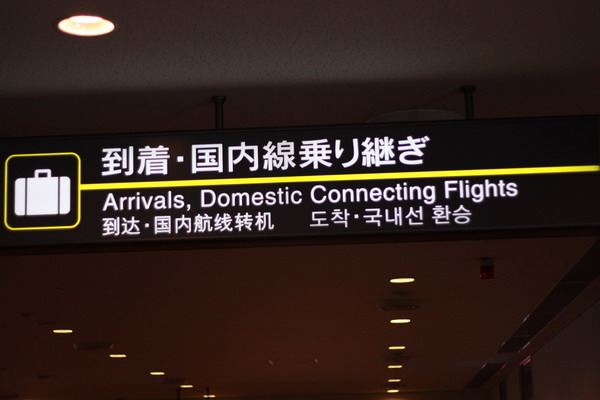 到着・国内線乗り継ぎ
Arrivals, Domestic Connecting Flights
到达・国内航线转机 도착・국내선 환승